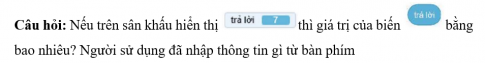 Câu hỏi: Nếu trên sân khấu hiển thị trả lời 7 thì giá trị của biến trả lời bằng
bao nhiêu? Người sử dụng đã nhập thông tin gì từ bàn phím